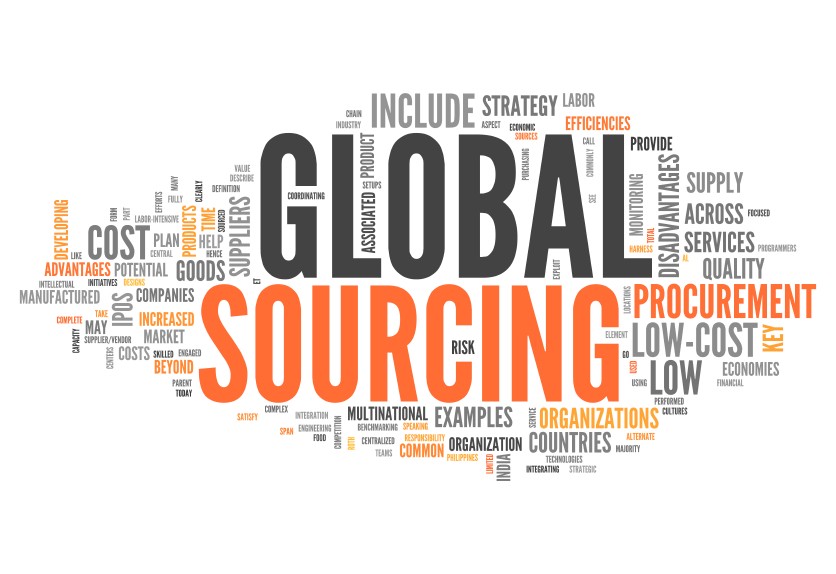 CHAIN
INCLUDE
STRATEGY
LABOR
INDUSTRY
ASPECT
ECONOMIC
SOURCES
EFFICIENCIES
GLOBAL
PRODUCT
SETUPS
ASSOCIATED
COORDINATING
PURCHASING
CALL
COMMONLY
SEE
EXPLOIT
PROVIDE
MONITORING
DISADVANTAGES
HARNESS
TOTAL
SUPPLY
ACROSS
FOCUSED
SERVICES
PROGRAMMERS
AL
QUALITY
VALUE
DESCRIBE
DEFINITION
MANY
FULLY
CLEARLY
EFFORTS
PART
FORM
LABOR-INTENSIVE
DEVELOPING
LIKE
COST
PLAN
CENTRAL
PRODUCTS
TIME
SOURCED
HELP
HENCE
SUPPLIERS
ADVANTAGES
POTENTIAL
GOODS
ET
INTELLECTUAL
INITIATIVES
DESIGNS
MANUFACTURED
IPOS
COMPANIES
SOURCING
RISK
LOCATIONS
PROCUREMENT
COMPLETE
TAKE
MAY
INCREASED
CAPACITY
SUPPLIER/VENDOR
MARKET
ELEMENT
LOW-COST
KEY
CENTERS
COSTS
SKILLED
ENGAGED
BEYOND
GO
USED
USING
LOW
ECONOMIES
FINANCIAL
PARENT
TODAY
PERFORMED
CULTURES
SATISFY
COMPLEX
INTEGRATION
MULTINATIONAL
EXAMPLES
SERVICE
ORGANIZATIONS
SPAN
ENGINEERING
FOOD
COMPETITION
BENCHMARKING
SPEAKING
BOTH
CENTRALIZED
RESPONSIBILITY
TEAMS
COMMON
ORGANIZATION
PHILIPPINES
COUNTRIES
ALTERNATE
MAJORITY
LIMITED
INDIA
TECHNOLOGIES
INTEGRATING
STRATEGIC